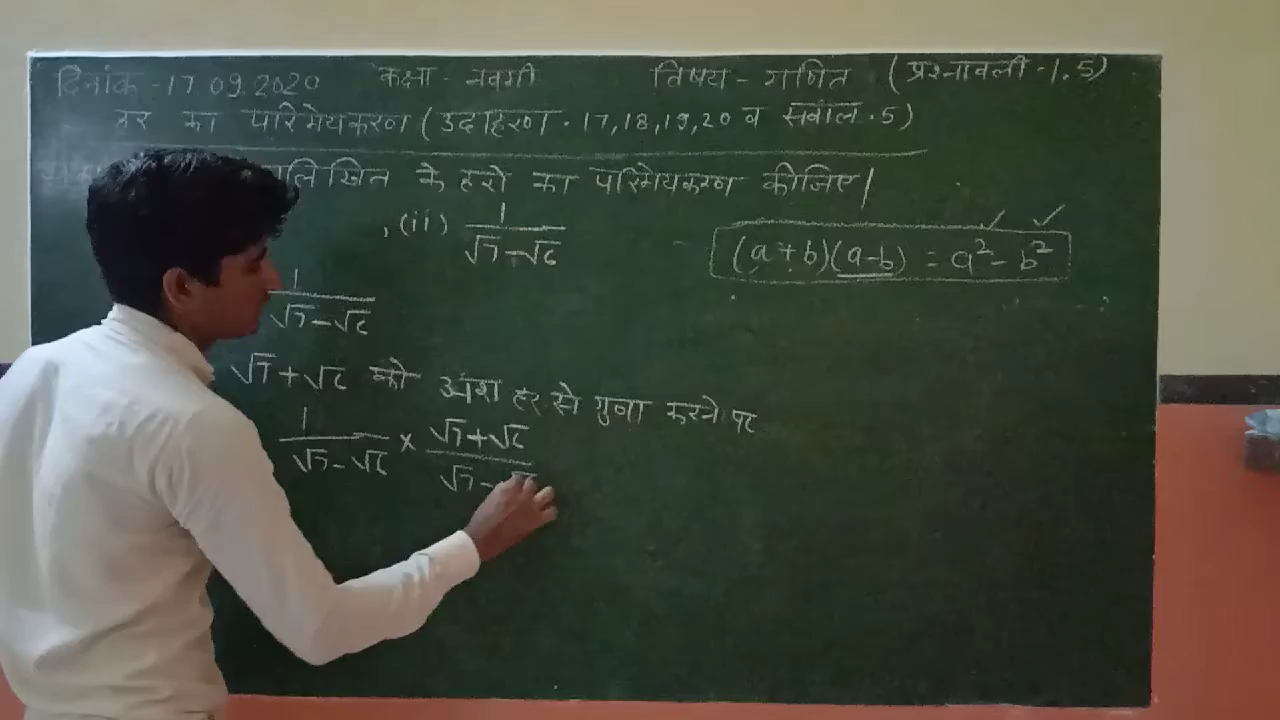 दिनांक - 17.09.2020 कक्षा - नवमी विषय - गणित (प्रश्नावली - 1.5)
हर का परिमेयकरण (उदाहरण . 17,18,19,20 व सवाल . 5)
लिखित के हरो का परिमेयकरण कीजिए।
,(ii) 1/(√7-√6) (a+b)(a-b) = a²-b²
1/(√7-√6)
√7+√6 को अंश हर से गुना करने पर
1/(√7-√6) × (√7+√6)/(√7-√6)